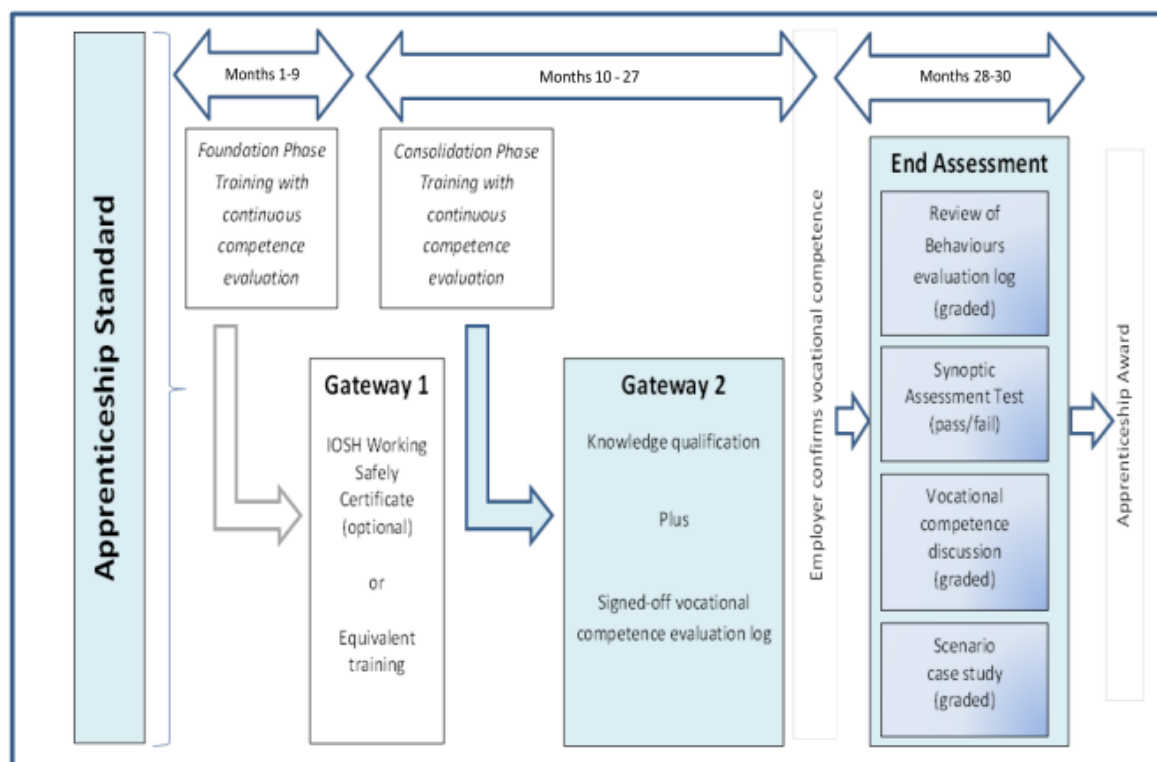 Apprenticeship Standard
Months 1-9
Months 10 - 27
Months 28-30
Foundation Phase
Training with
continuous
competence
evaluation
Consolidation Phase
Training with
continuous
competence
evaluation
Gateway 1
IOSH Working
Safely
Certificate
(optional)
or
Equivalent
training
Gateway 2
Knowledge qualification
Plus
Signed-off vocational
competence evaluation log
Employer confirms vocational competence
End Assessment
Review of
Behaviours
evaluation log
(graded)
Synoptic
Assessment Test
(pass/fail)
Vocational
competence
discussion
(graded)
Scenario
case study
(graded)
Apprenticeship Award